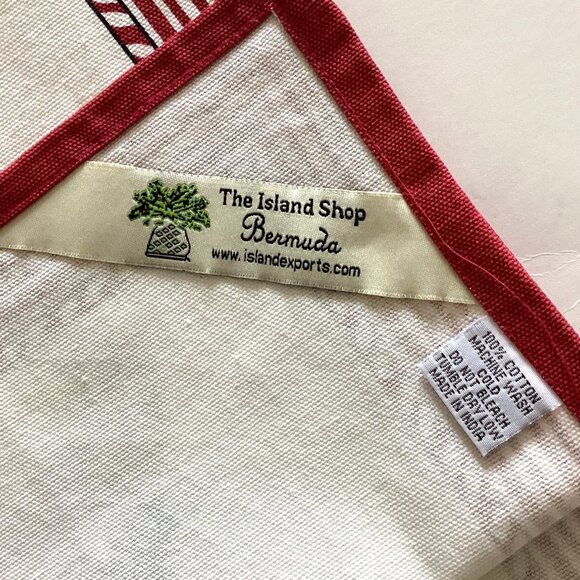 The Island Shop
Bermuda
www.islandexports.com
100% COTTON
MACHINE WASH
COLD
DO NOT BLEACH
TUMBLE DRY LOW
MADE IN INDIA